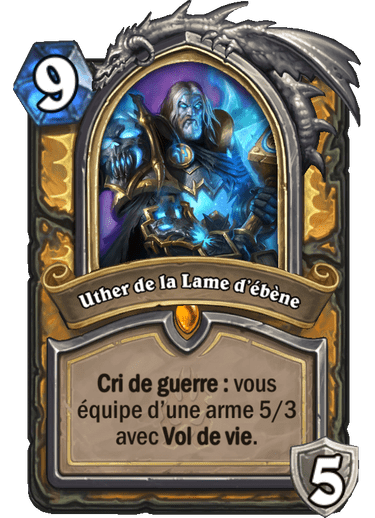 9
Uther de la Lame d'ébène
Cri de guerre : vous
équipe d'une arme 5/3
avec Vol de vie.
5